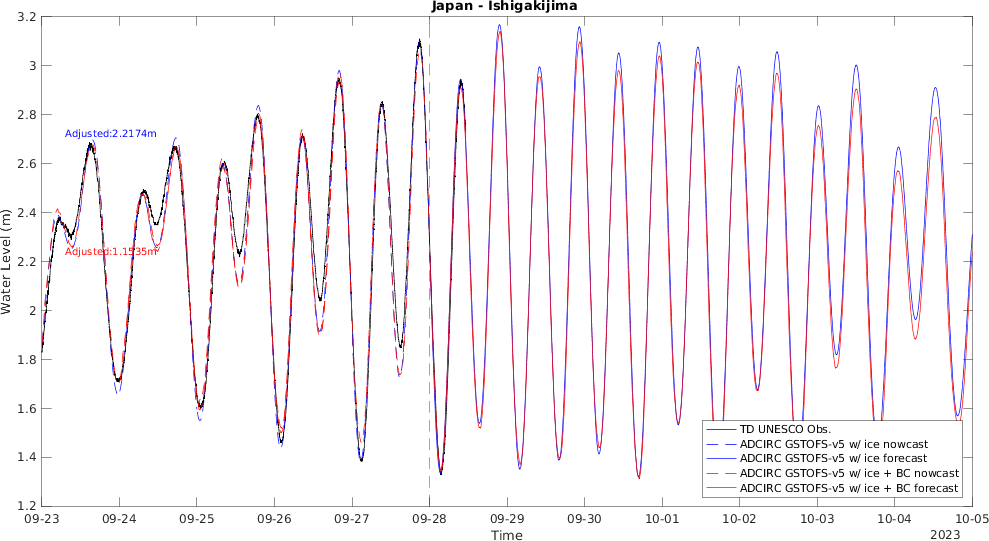 Japan - Ishigakijima
3.2
3
2.8
2.6
2.4
2.2
2
1.8
1.6
1.4
1.2
Water Level (m)
Adjusted:2.2174m
Adjusted:1.1535m
TD UNESCO Obs.
ADCIRC GSTOFS-v5 w/ ice nowcast
ADCIRC GSTOFS-v5 w/ ice forecast
ADCIRC GSTOFS-v5 w/ ice + BC nowcast
ADCIRC GSTOFS-v5 w/ ice + BC forecast
09-23 09-24 09-25 09-26 09-27 09-28 09-29 09-30 10-01 10-02 10-03 10-04 10-05
Time
2023